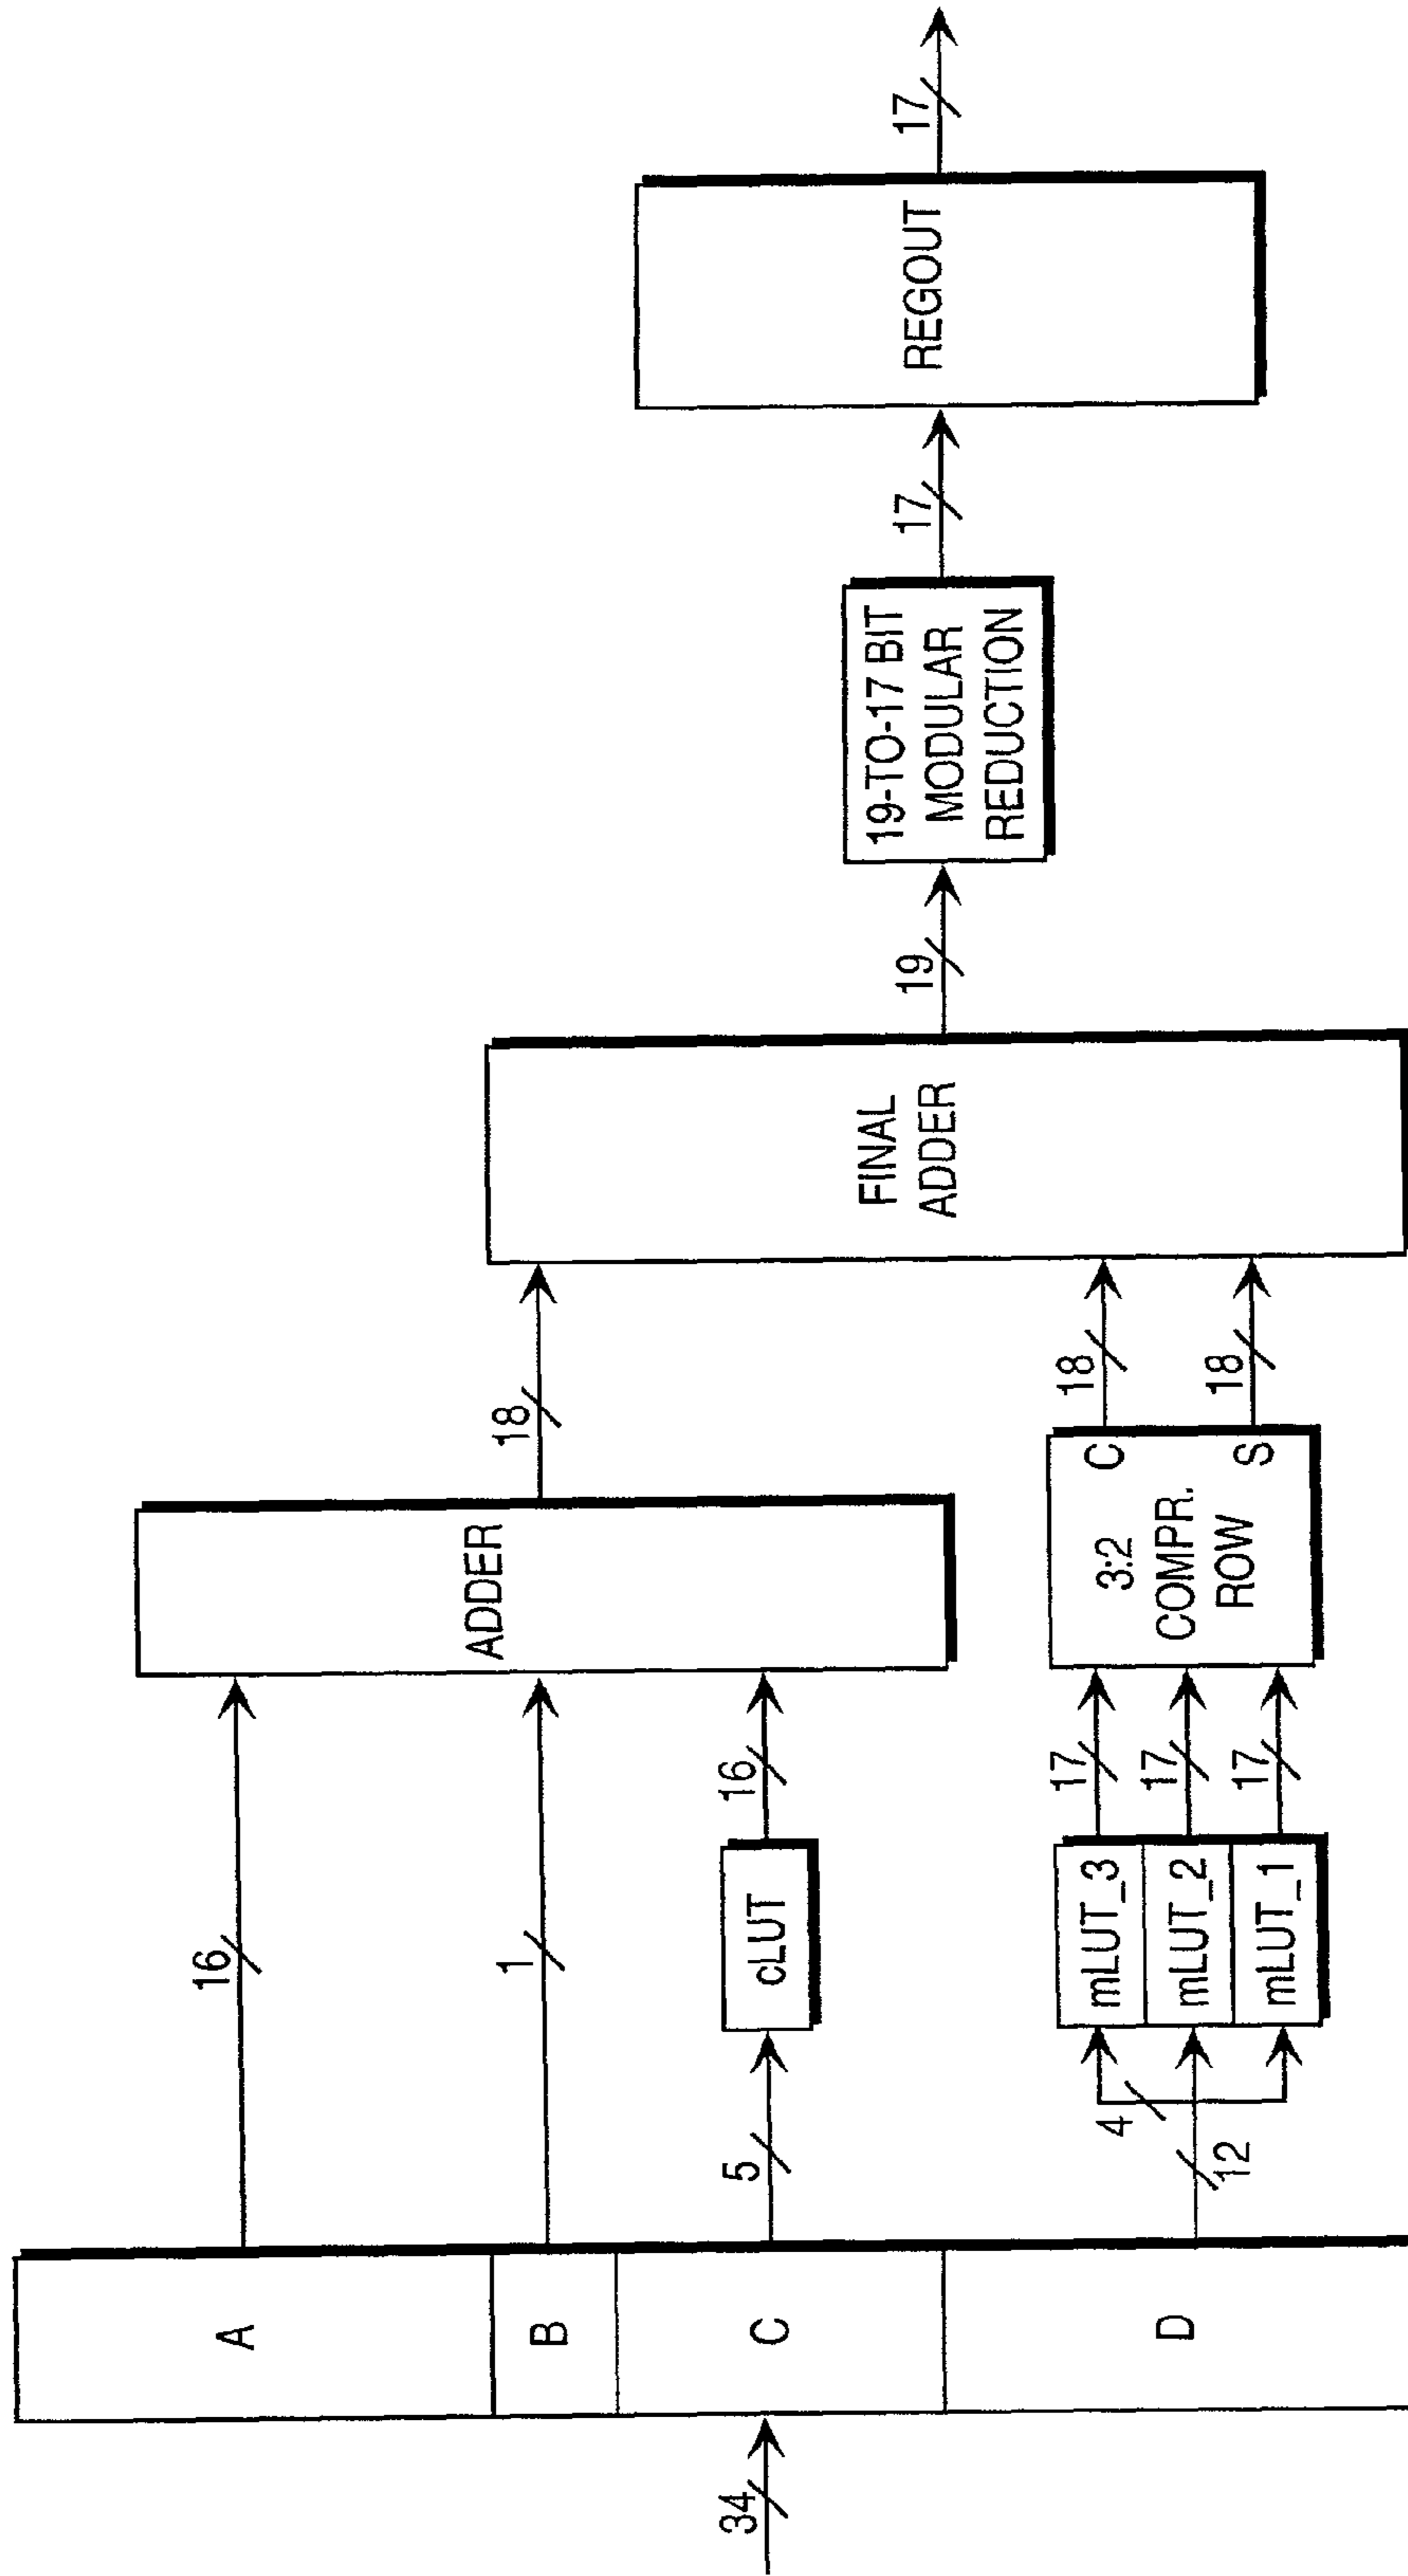 34
A
B
C
D
16
1
5
12
4
cLUT
mLUT_3
mLUT_2
mLUT_1
16
17
17
17
ADDER
3:2
COMPR.
ROW
C
S
18
18
18
FINAL
ADDER
19
19-TO-17 BIT
MODULAR
REDUCTION
17
REGOUT
17